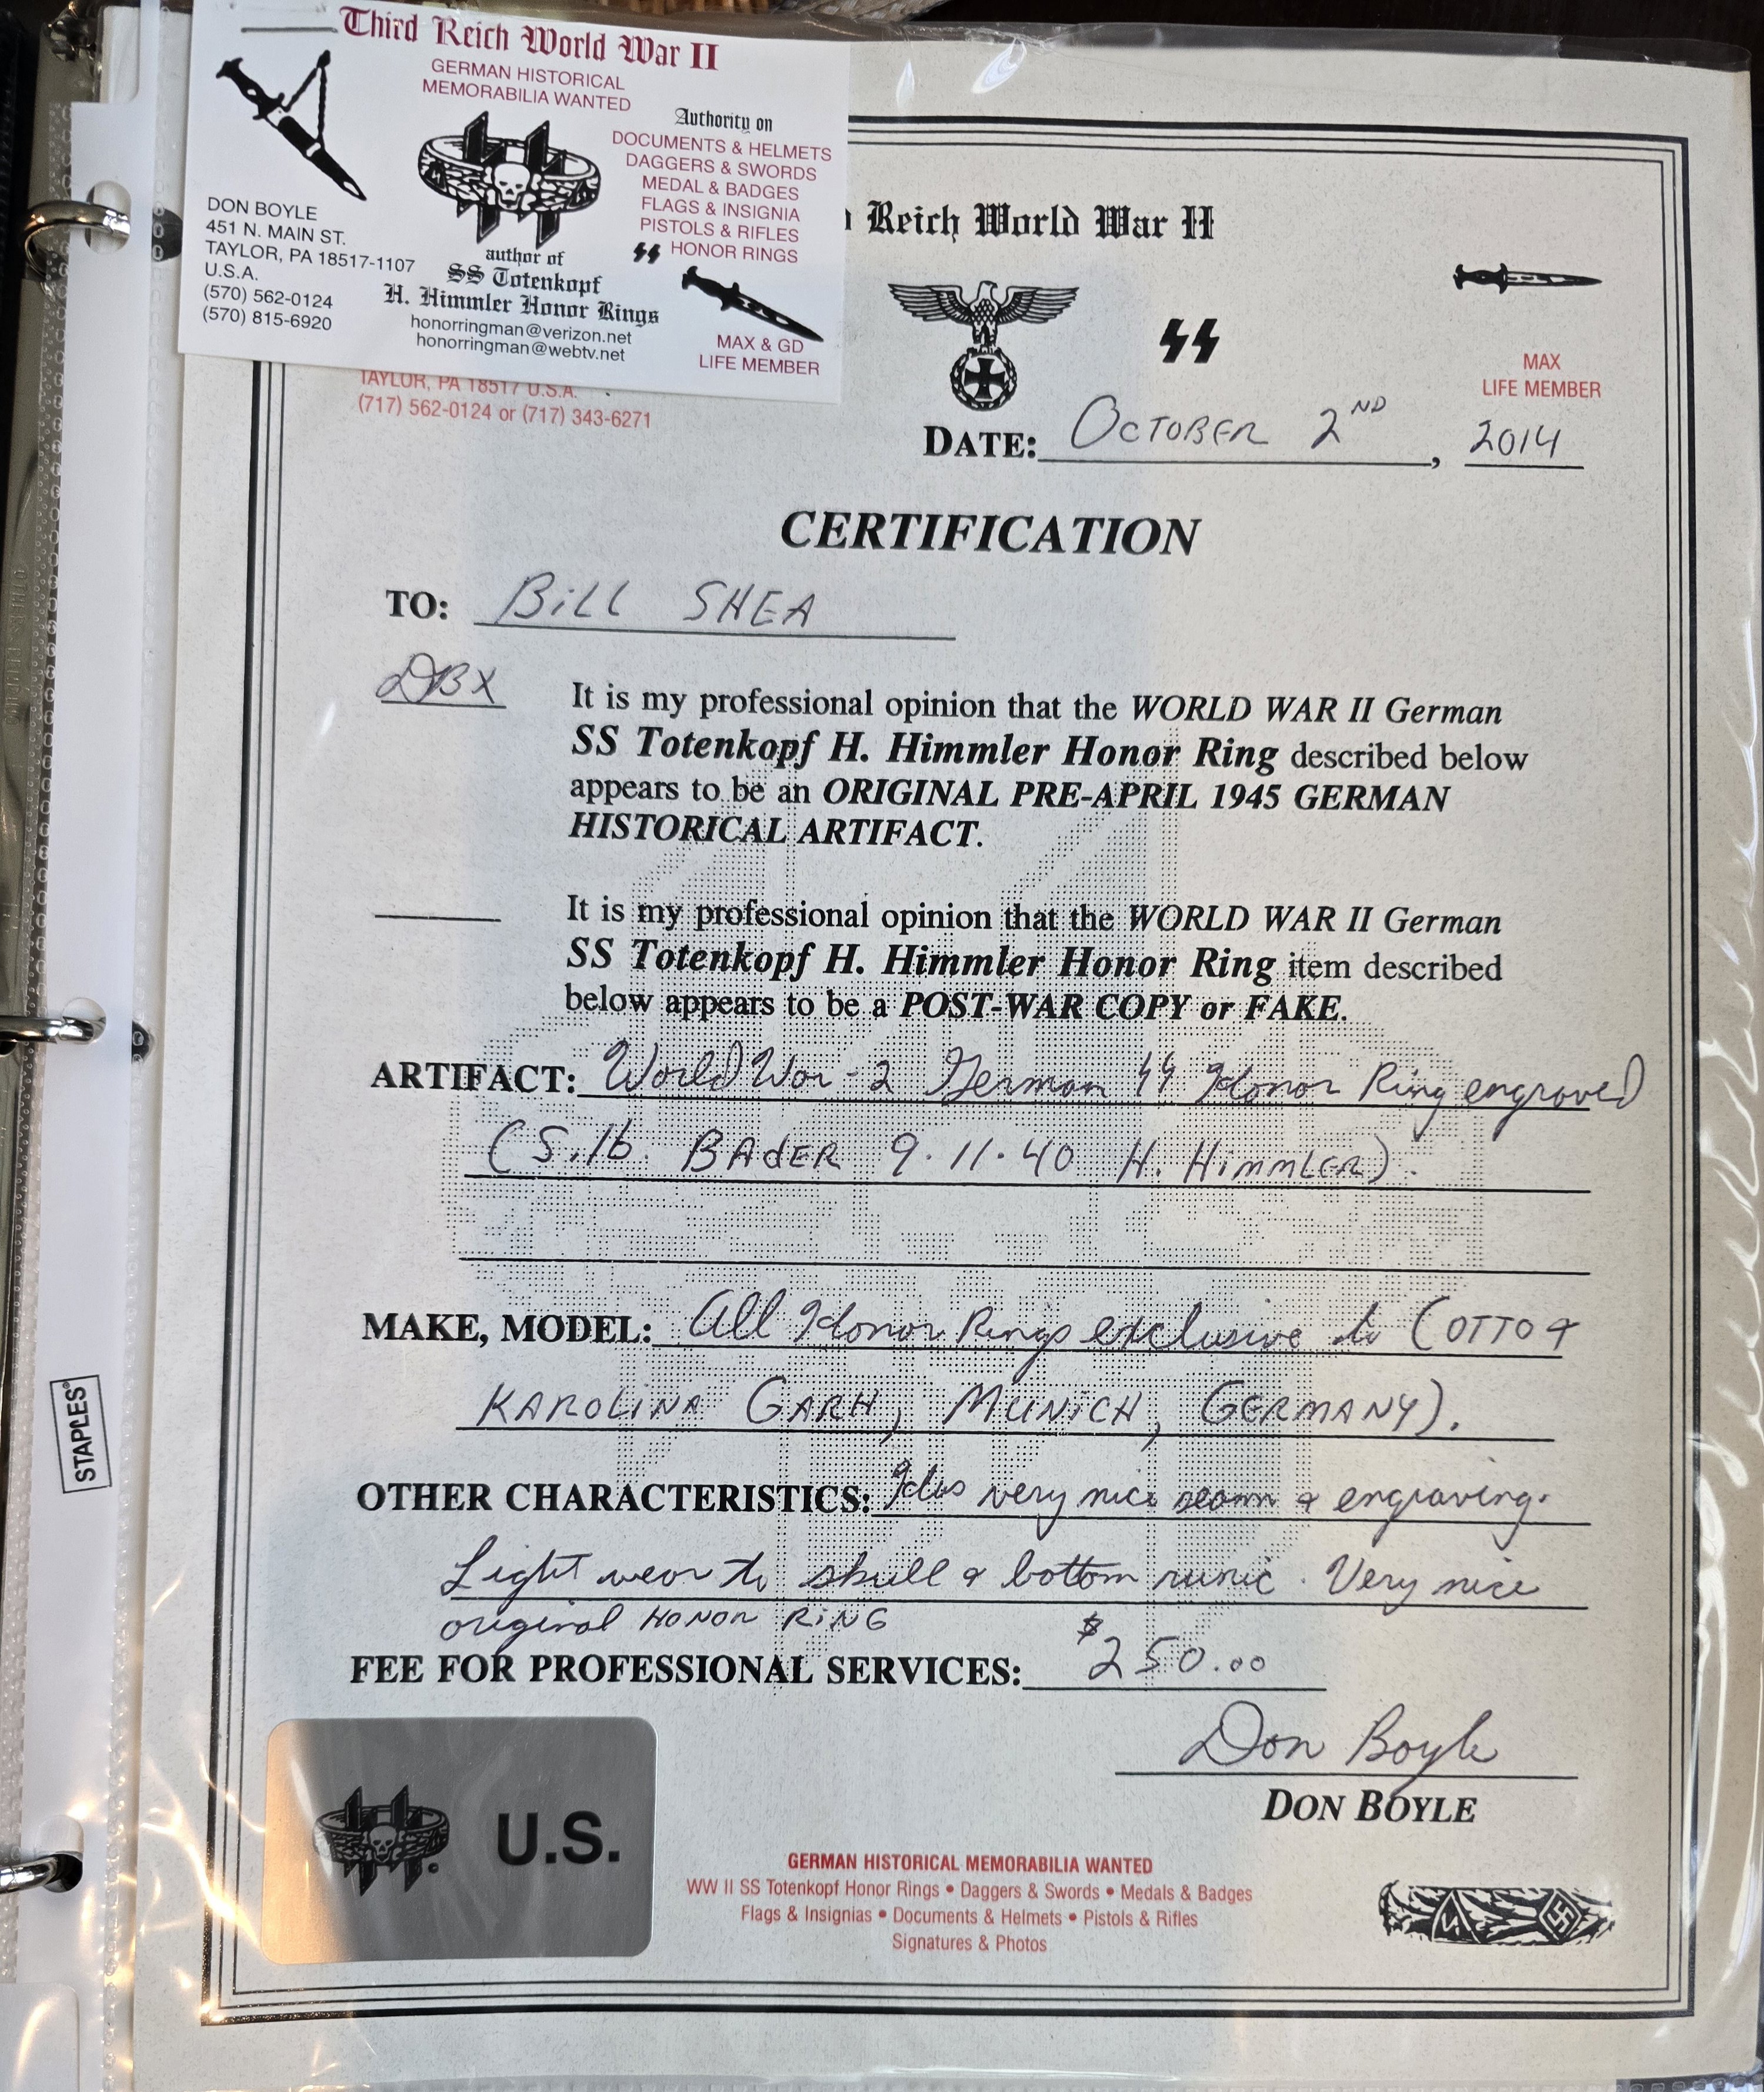 Third Reich World War II
GERMAN HISTORICAL
MEMORABILIA WANTED
Authority on
DOCUMENTS & HELMETS
DAGGERS & SWORDS
MEDAL & BADGES
FLAGS & INSIGNIA
PISTOLS & RIFLES
SS HONOR RINGS
DON BOYLE
451 N. MAIN ST.
TAYLOR, PA 18517-1107
U.S.A.
(570) 562-0124
(570) 815-6920
author of
SS Totenkopf
H. Himmler Honor Rings
honorringman@verizon.net
honorringman@webtv.net
MAX & GD
LIFE MEMBER
Reich World War II
SS
MAX
LIFE MEMBER
TAYLOR, PA 18517 U.S.A.
(717) 562-0124 or (717) 343-6271
DATE: OCTOBER 2ND, 2014
CERTIFICATION
TO: BILL SHEA
DBX It is my professional opinion that the WORLD WAR II German
SS Totenkopf H. Himmler Honor Ring described below
appears to be an ORIGINAL PRE-APRIL 1945 GERMAN
HISTORICAL ARTIFACT.
It is my professional opinion that the WORLD WAR II German
SS Totenkopf H. Himmler Honor Ring item described
below appears to be a POST-WAR COPY or FAKE.
ARTIFACT: World War-2 German SS Honor Ring engraved
(S.lb. BAdER 9.11.40 H. HiMMLER).
MAKE, MODEL: All Honor Rings exclusive to (OTTO &
KAROLiNA GARH, MUNiCH, GERMANY).
OTHER CHARACTERISTICS: Has very nice seam & engraving.
Light wear to skull & bottom runic. Very nice
original HONOR RiNG
FEE FOR PROFESSIONAL SERVICES: $250.00
Don Boyle
DON BOYLE
U.S.
GERMAN HISTORICAL MEMORABILIA WANTED
WW II SS Totenkopf Honor Rings • Daggers & Swords • Medals & Badges
Flags & Insignias • Documents & Helmets • Pistols & Rifles
Signatures & Photos
STAPLES